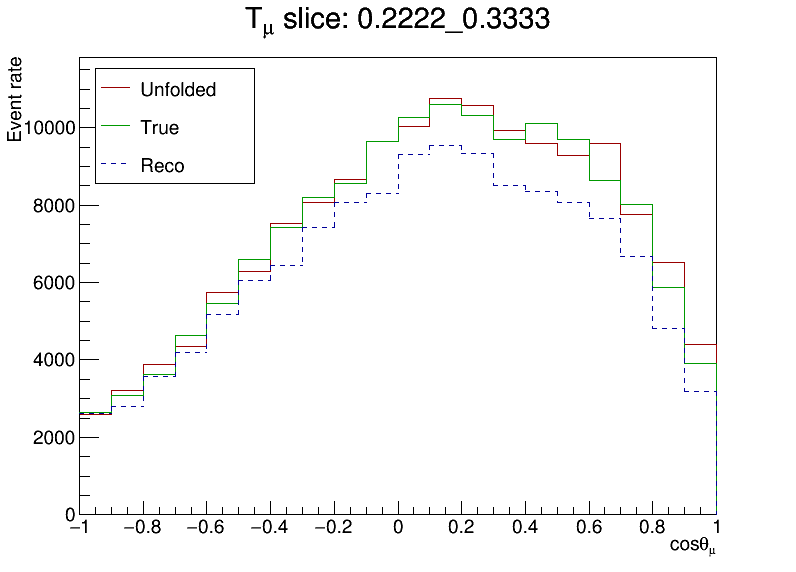 Tμ slice: 0.2222_0.3333
Event rate
Unfolded
True
Reco
10000
8000
6000
4000
2000
0
−1 −0.8 −0.6 −0.4 −0.2 0 0.2 0.4 0.6 0.8 1
cosθμ